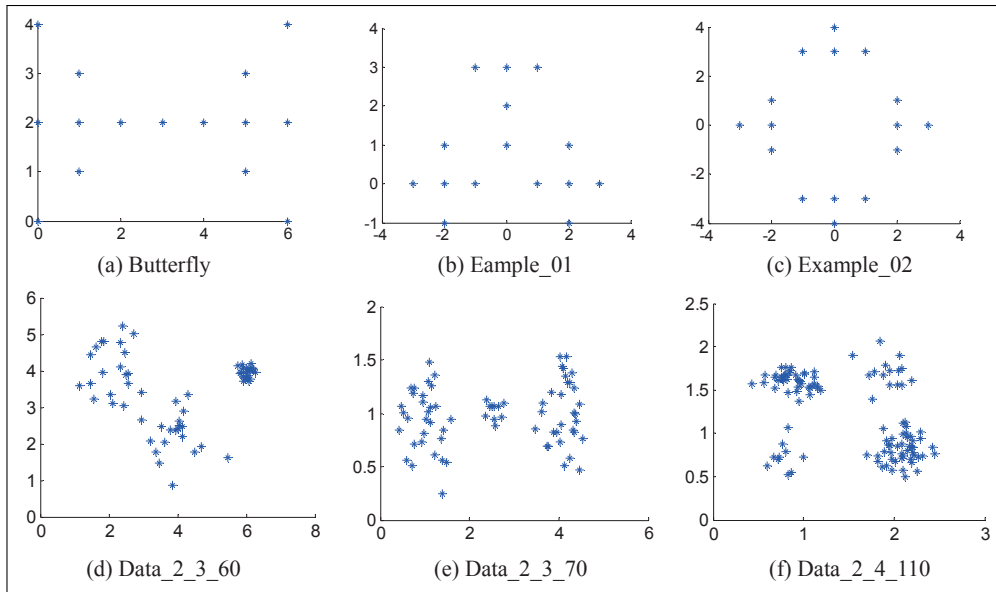 4
3
2
1
0
0 2 4 6
(a) Butterfly
4
3
2
1
0
-1
-4 -2 0 2 4
(b) Eample_01
4
2
0
-2
-4
-4 -2 0 2 4
(c) Example_02
6
5
4
3
2
1
0
0 2 4 6 8
(d) Data_2_3_60
2
1.5
1
0.5
0
0 2 4 6
(e) Data_2_3_70
2.5
2
1.5
1
0.5
0
0 1 2 3
(f) Data_2_4_110